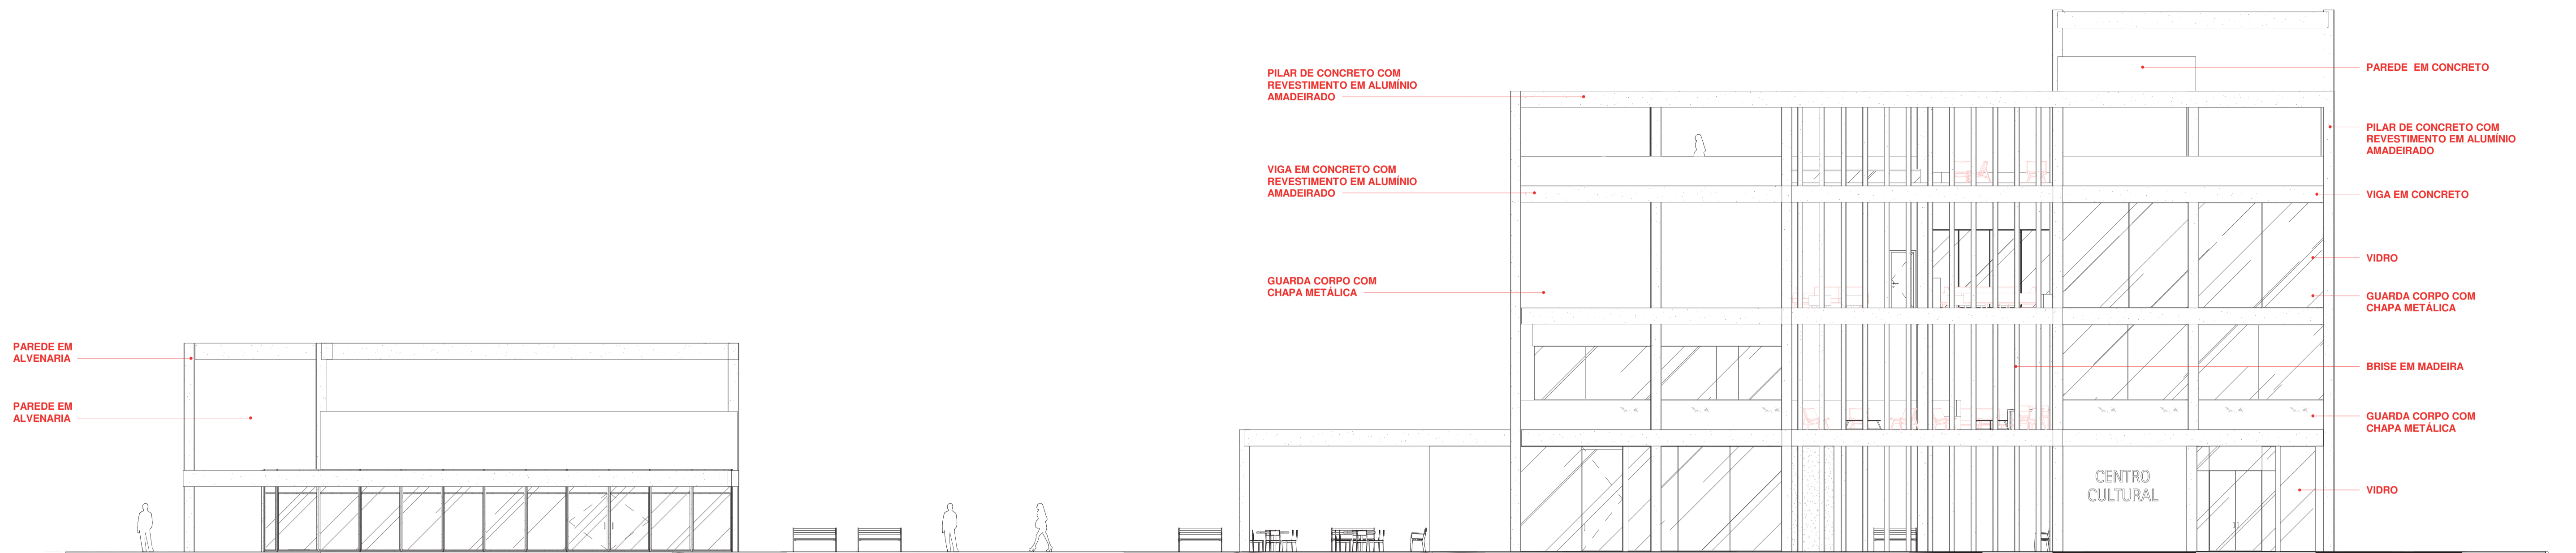 PAREDE EM
ALVENARIA
PAREDE EM
ALVENARIA
PILAR DE CONCRETO COM
REVESTIMENTO EM ALUMÍNIO
AMADEIRADO
VIGA EM CONCRETO COM
REVESTIMENTO EM ALUMÍNIO
AMADEIRADO
GUARDA CORPO COM
CHAPA METÁLICA
CENTRO
CULTURAL
PAREDE EM CONCRETO
PILAR DE CONCRETO COM
REVESTIMENTO EM ALUMÍNIO
AMADEIRADO
VIGA EM CONCRETO
VIDRO
GUARDA CORPO COM
CHAPA METÁLICA
BRISE EM MADEIRA
GUARDA CORPO COM
CHAPA METÁLICA
VIDRO